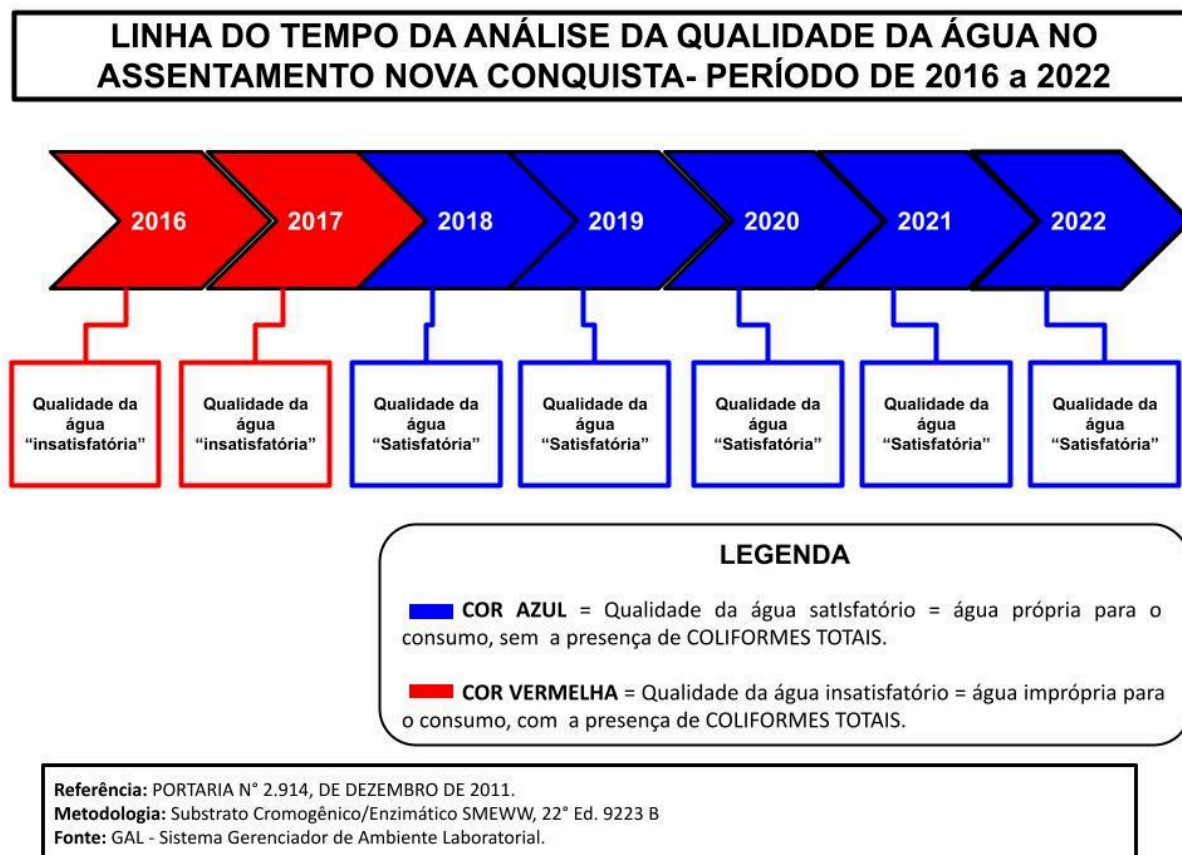 LINHA DO TEMPO DA ANÁLISE DA QUALIDADE DA ÁGUA NO
ASSENTAMENTO NOVA CONQUISTA- PERÍODO DE 2016 a 2022
2016
2017
2018
2019
2020
2021
2022
Qualidade da
água
“insatisfatória”
Qualidade da
água
“insatisfatória”
Qualidade da
água
“Satisfatória”
Qualidade da
água
“Satisfatória”
Qualidade da
água
“Satisfatória”
Qualidade da
água
“Satisfatória”
Qualidade da
água
“Satisfatória”
LEGENDA
COR AZUL = Qualidade da água satIsfatório = água própria para o
consumo, sem a presença de COLIFORMES TOTAIS.
COR VERMELHA = Qualidade da água insatisfatório = água imprópria para
o consumo, com a presença de COLIFORMES TOTAIS.
Referência: PORTARIA N° 2.914, DE DEZEMBRO DE 2011.
Metodologia: Substrato Cromogênico/Enzimático SMEWW, 22° Ed. 9223 B
Fonte: GAL - Sistema Gerenciador de Ambiente Laboratorial.